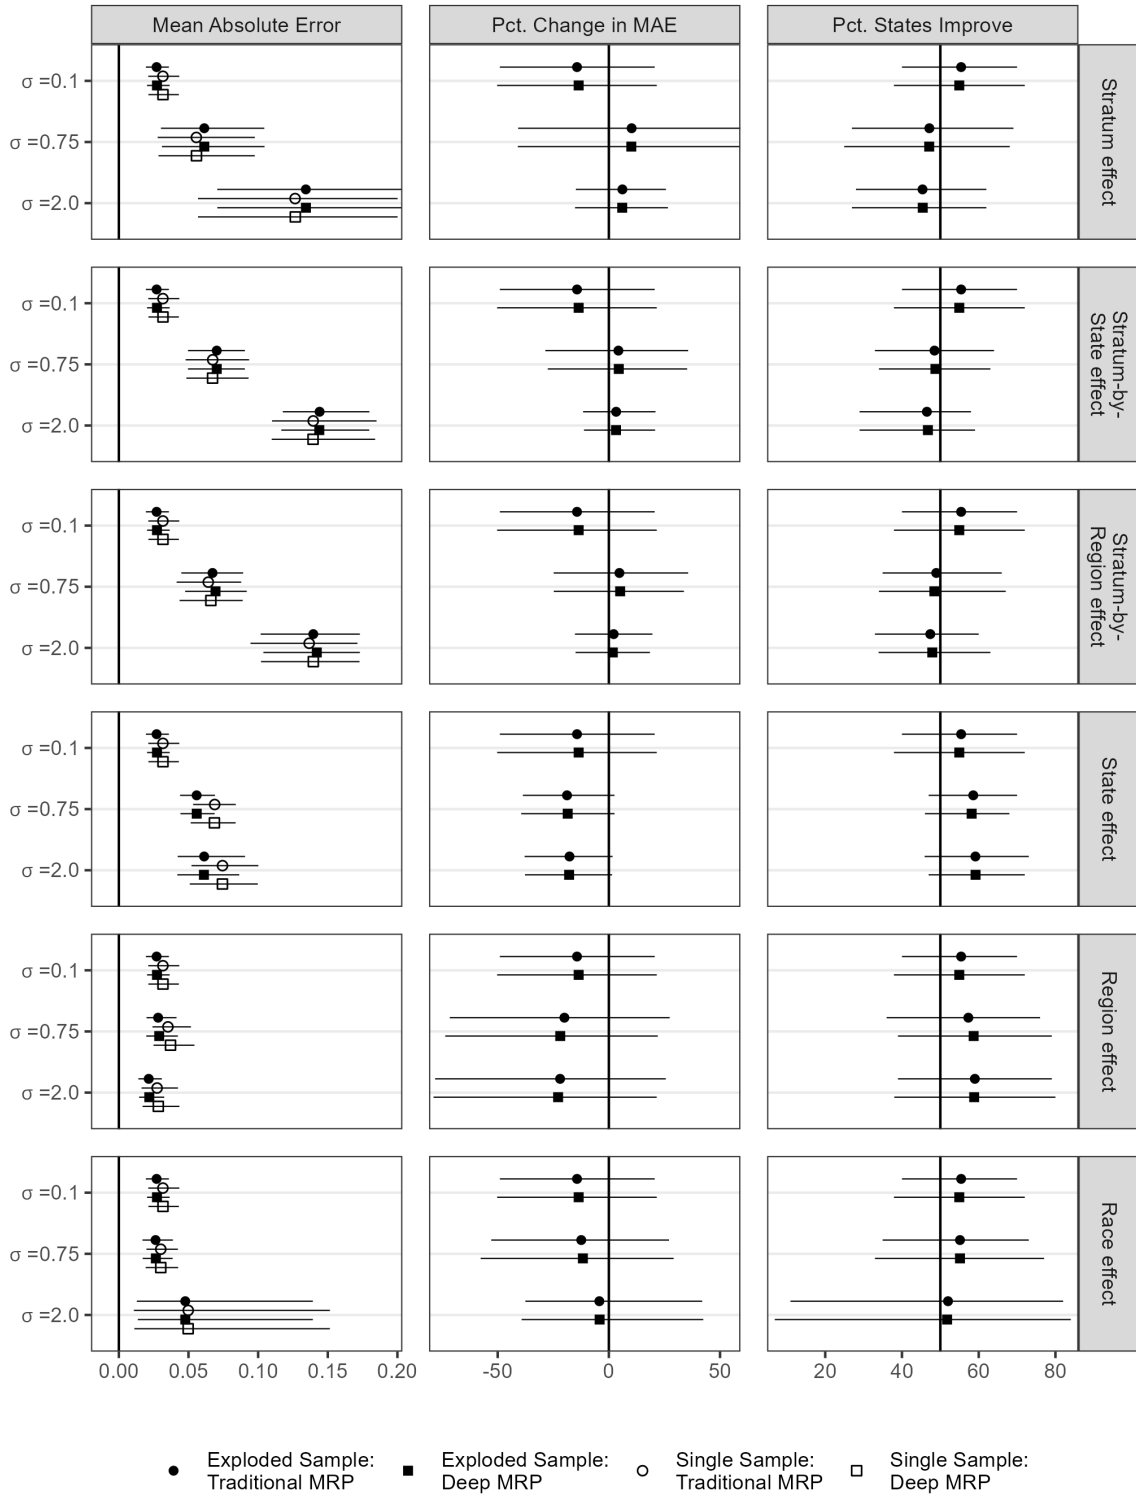 Mean Absolute Error
Pct. Change in MAE
Pct. States Improve
σ =0.1
σ =0.75
σ =2.0
Stratum effect
σ =0.1
σ =0.75
σ =2.0
Stratum-by-
State effect
σ =0.1
σ =0.75
σ =2.0
Stratum-by-
Region effect
σ =0.1
σ =0.75
σ =2.0
State effect
σ =0.1
σ =0.75
σ =2.0
Region effect
σ =0.1
σ =0.75
σ =2.0
Race effect
0.00 0.05 0.10 0.15 0.20
-50 0 50
20 40 60 80
Exploded Sample:
Traditional MRP
Exploded Sample:
Deep MRP
Single Sample:
Traditional MRP
Single Sample:
Deep MRP